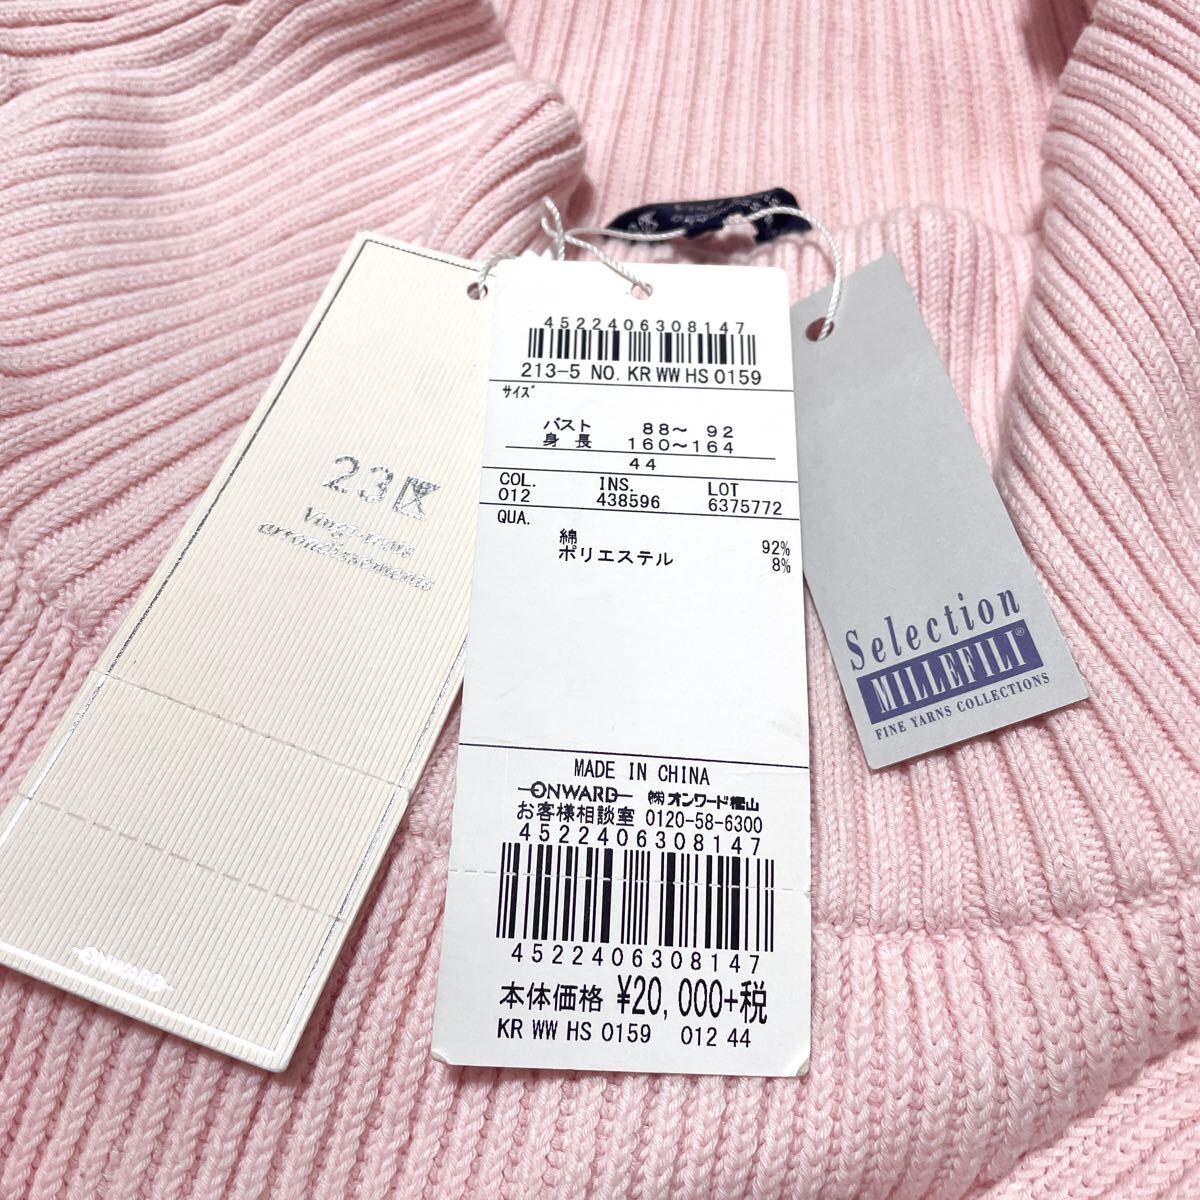 23区
Vingt-trois
arrondissements
ONWARD
4522406308147
213-5 NO. KR WW HS 0159
サイズ
バスト 88～ 92
身長 160～164
44
COL. INS. LOT
012 438596 6375772
QUA.
綿 92%
ポリエステル 8%
MADE IN CHINA
ONWARD ㈱オンワード樫山
お客様相談室 0120-58-6300
4522406308147
4522406308147
本体価格 ¥20,000+税
KR WW HS 0159 012 44
Selection
MILLEFILI®
FINE YARNS COLLECTIONS